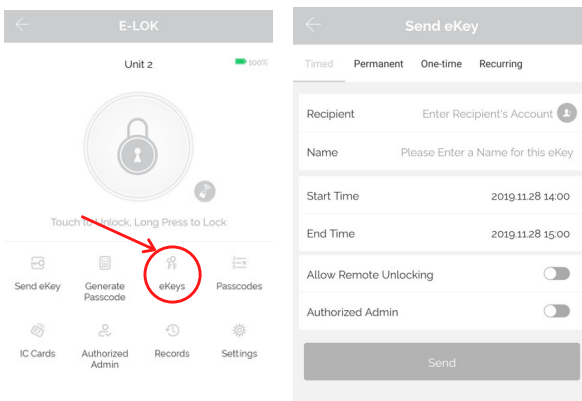 E-LOK
Unit 2
100%
Touch to Unlock, Long Press to Lock
Send eKey
Generate Passcode
eKeys
Passcodes
IC Cards
Authorized Admin
Records
Settings
Send eKey
Timed Permanent One-time Recurring
Recipient Enter Recipient's Account
Name Please Enter a Name for this eKey
Start Time 2019.11.28 14:00
End Time 2019.11.28 15:00
Allow Remote Unlocking
Authorized Admin
Send